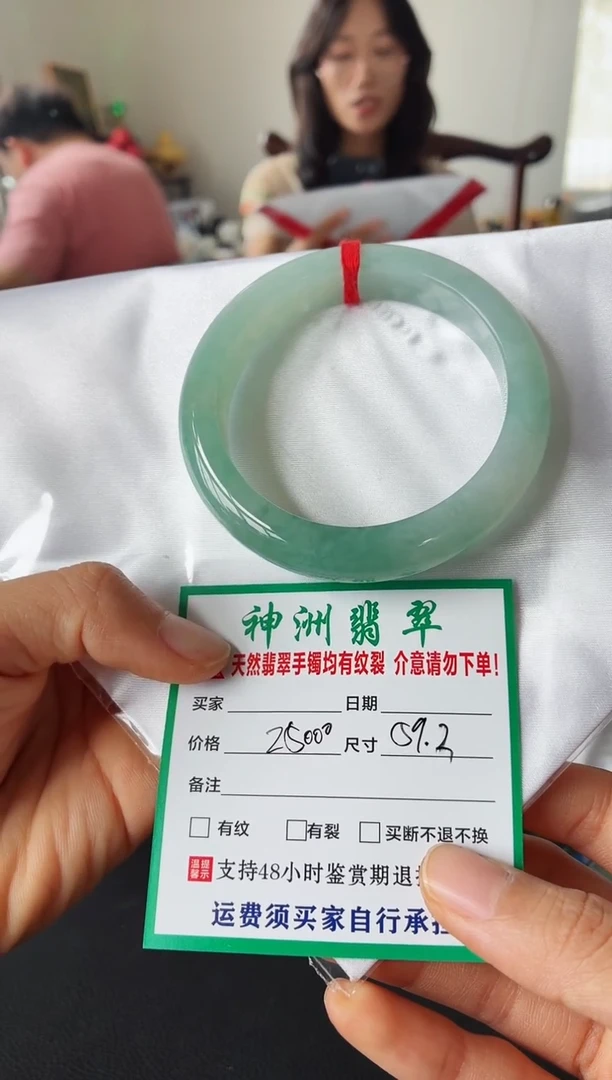 神洲翡翠
天然翡翠手镯均有纹裂 介意请勿下单!
买家 日期
价格 25000 尺寸 59.2
备注
有纹 有裂 买断不退不换
温馨提示 支持48小时鉴赏期退
运费须买家自行承担